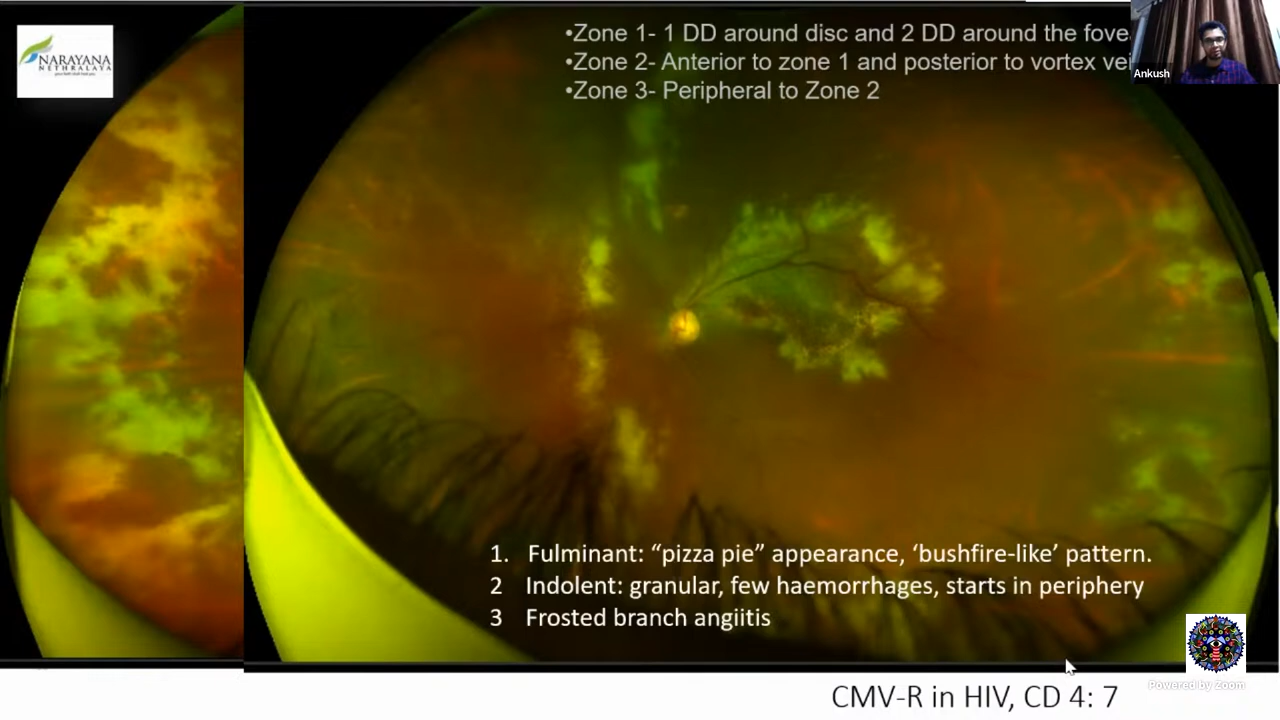 NARAYANA
NETHRALAYA
•Zone 1- 1 DD around disc and 2 DD around the fove
•Zone 2- Anterior to zone 1 and posterior to vortex vei
•Zone 3- Peripheral to Zone 2
Ankush
1. Fulminant: “pizza pie” appearance, ‘bushfire-like’ pattern.
2 Indolent: granular, few haemorrhages, starts in periphery
3 Frosted branch angiitis
Powered by Zoom
CMV-R in HIV, CD 4: 7